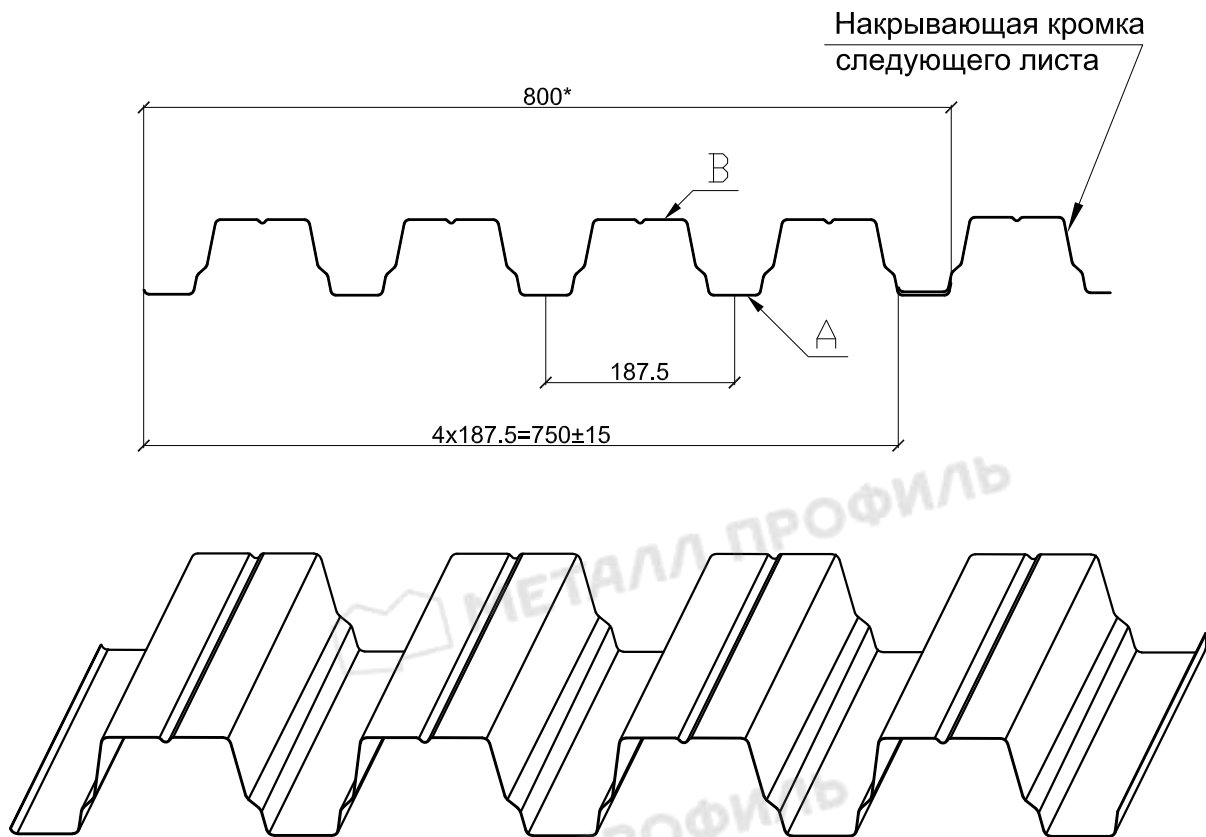 Накрывающая кромка
следующего листа
800*
B
A
187.5
4x187.5=750±15
МЕТАЛЛ ПРОФИЛЬ
ПРОФИЛЬ